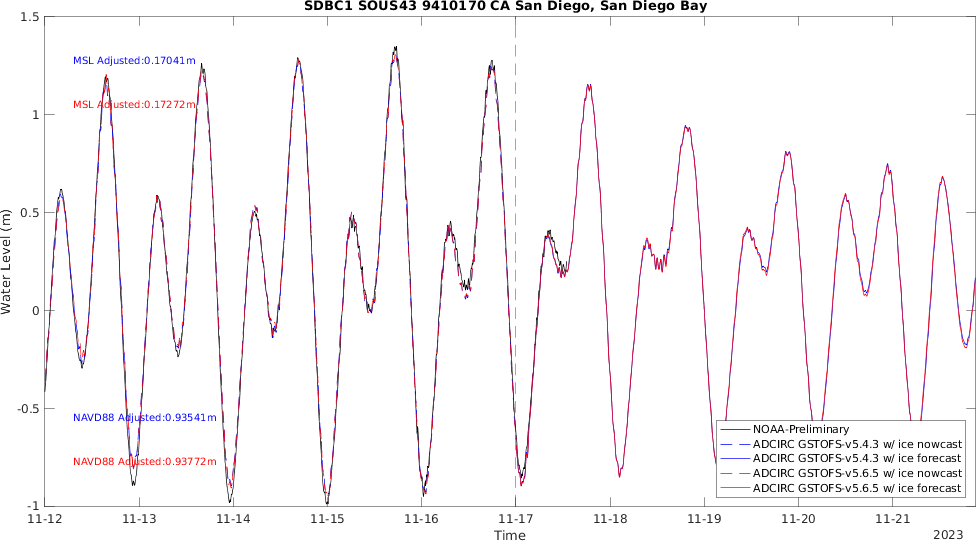 SDBC1 SOUS43 9410170 CA San Diego, San Diego Bay
1.5
1
0.5
0
-0.5
-1
Water Level (m)
MSL Adjusted:0.17041m
MSL Adjusted:0.17272m
NAVD88 Adjusted:0.93541m
NAVD88 Adjusted:0.93772m
NOAA-Preliminary
ADCIRC GSTOFS-v5.4.3 w/ ice nowcast
ADCIRC GSTOFS-v5.4.3 w/ ice forecast
ADCIRC GSTOFS-v5.6.5 w/ ice nowcast
ADCIRC GSTOFS-v5.6.5 w/ ice forecast
11-12 11-13 11-14 11-15 11-16 11-17 11-18 11-19 11-20 11-21
Time
2023